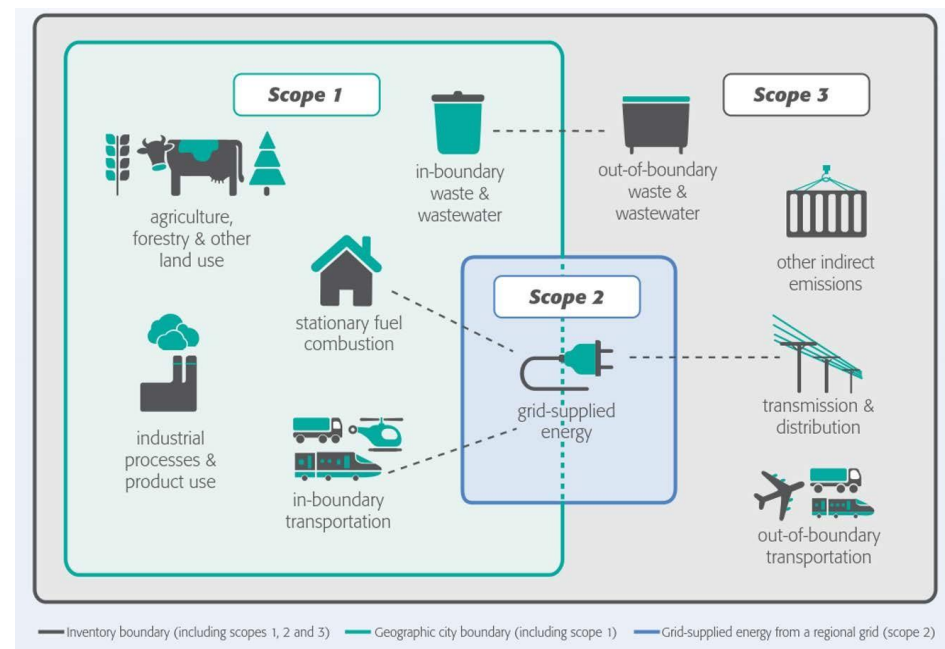 Scope 1
Scope 3
in-boundary
waste &
wastewater
out-of-boundary
waste &
wastewater
agriculture,
forestry & other
land use
other indirect
emissions
Scope 2
stationary fuel
combustion
grid-supplied
energy
transmission &
distribution
industrial
processes &
product use
in-boundary
transportation
out-of-boundary
transportation
Inventory boundary (including scopes 1, 2 and 3)
Geographic city boundary (including scope 1)
Grid-supplied energy from a regional grid (scope 2)